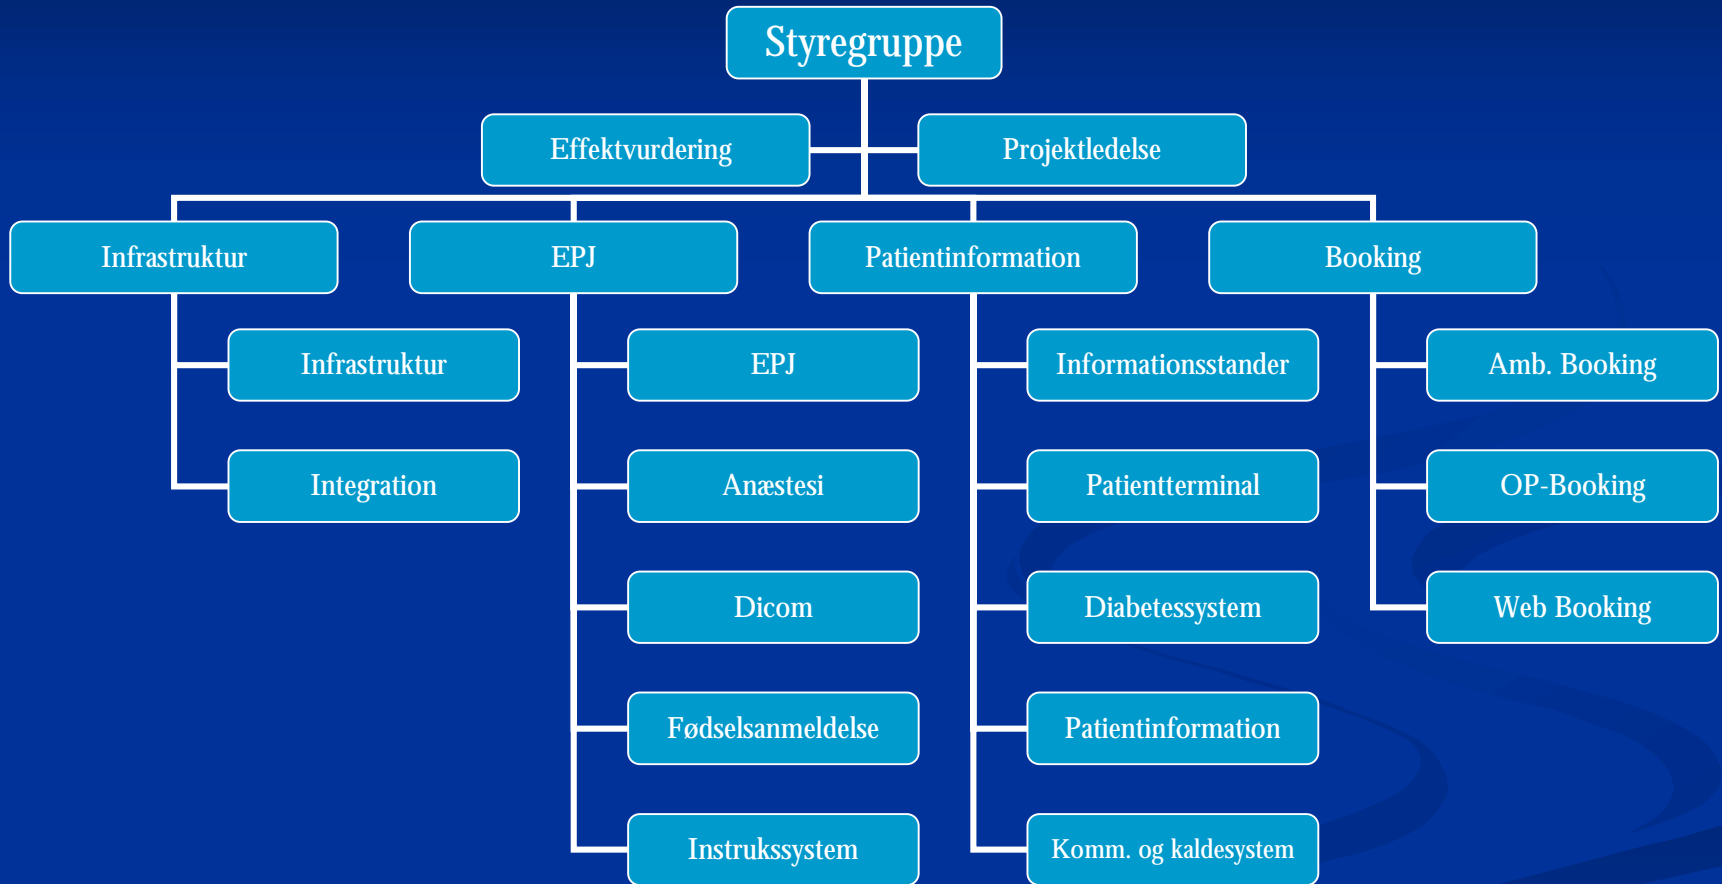 Styregruppe
Effektvurdering
Projektledelse
Infrastruktur
EPJ
Patientinformation
Booking
Infrastruktur
EPJ
Informationsstander
Amb. Booking
Integration
Anæstesi
Patientterminal
OP-Booking
Dicom
Diabetessystem
Web Booking
Fødselsanmeldelse
Patientinformation
Instrukssystem
Komm. og kaldesystem